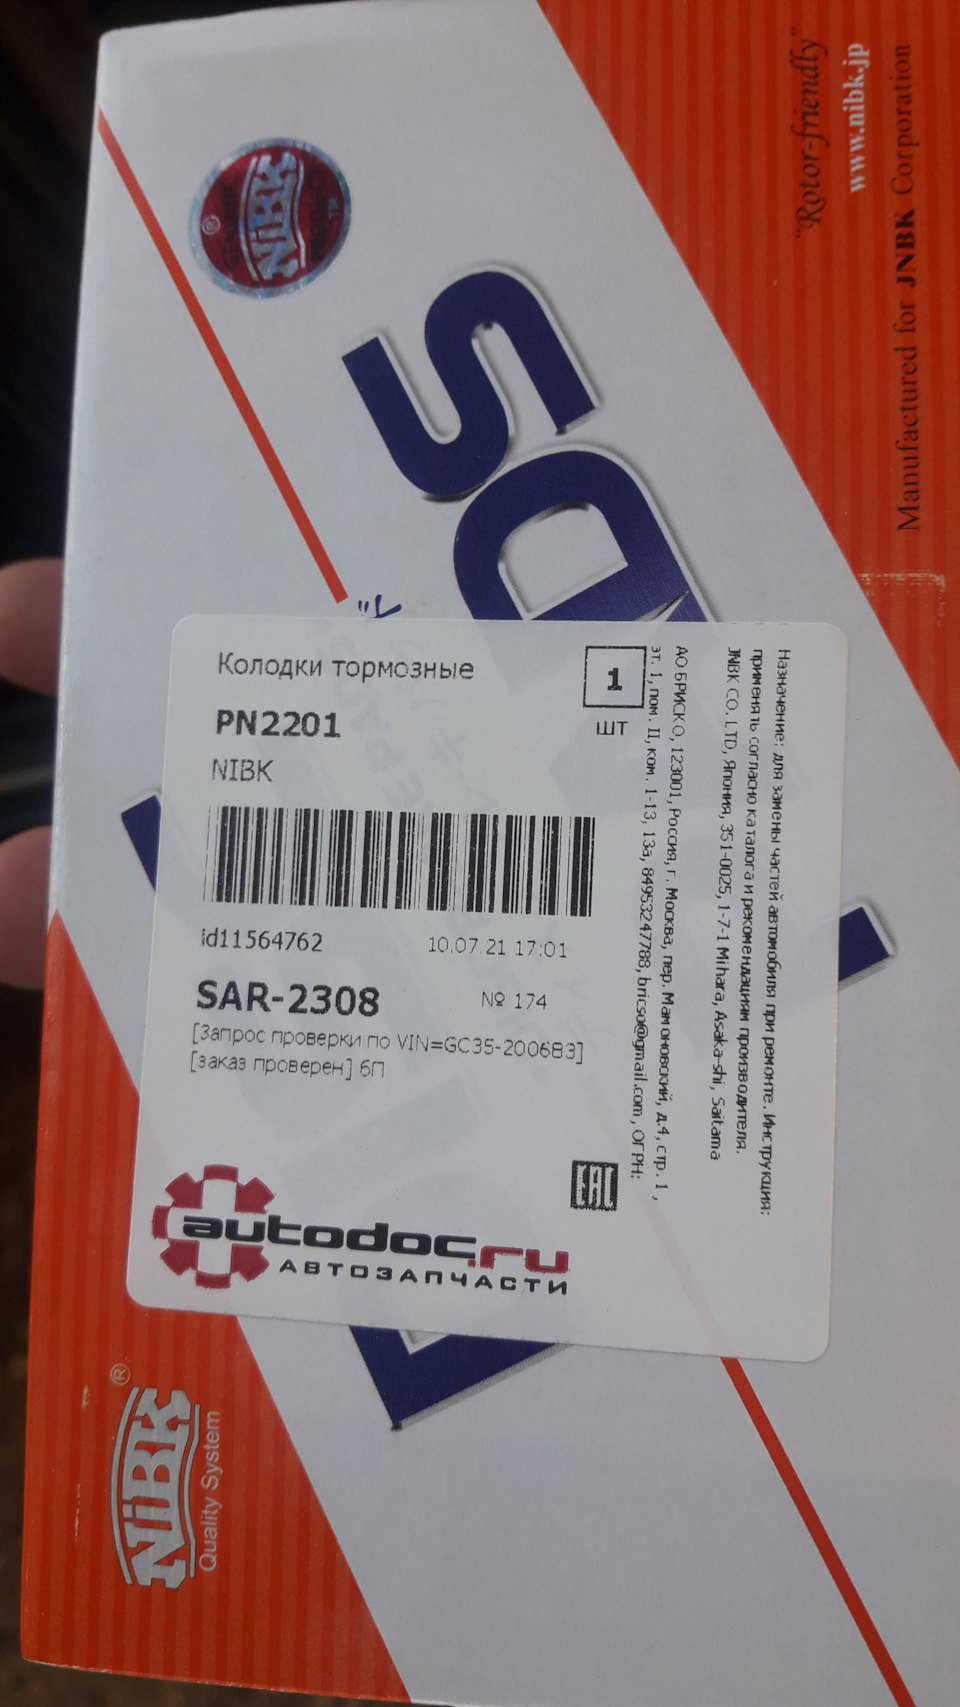 "Rotor-friendly"
www.nibk.jp
Manufactured for JNBK Corporation
NiBK
®
TM
Колодки тормозные
PN2201
NIBK
1
ШТ
id11564762
10.07.21 17:01
SAR-2308
№ 174
[Запрос проверки по VIN=GC35-200683]
[заказ проверен] 6П
autodoc.ru
АВТОЗАПЧАСТИ
Назначение: для замены частей автомобиля при ремонте. Инструкция:
применять согласно каталога и рекомендациям производителя.
JNBK CO. LTD, Япония, 351-0025, 1-7-1 Mihara, Asaka-shi, Saitama
АО БРИСКО, 123001, Россия, г. Москва, пер. Мамоновский, д.4, стр. 1,
эт. 1, пом. II, ком. 1-13, 13а, 84953247788, bricso@gmail.com, ОГРН:
EAC
NiBK®
Quality System